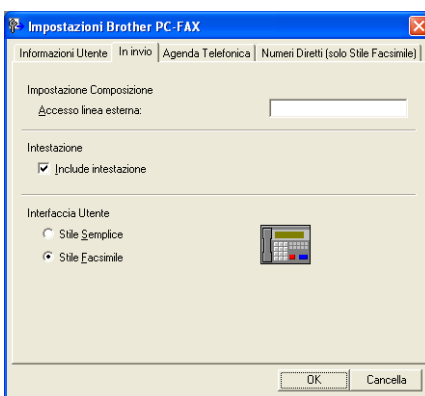 Impostazioni Brother PC-FAX
Informazioni Utente In invio Agenda Telefonica Numeri Diretti (solo Stile Facsimile)
Impostazione Composizione
Accesso linea esterna:
Intestazione
Include intestazione
Interfaccia Utente
Stile Semplice
Stile Facsimile
OK Cancella